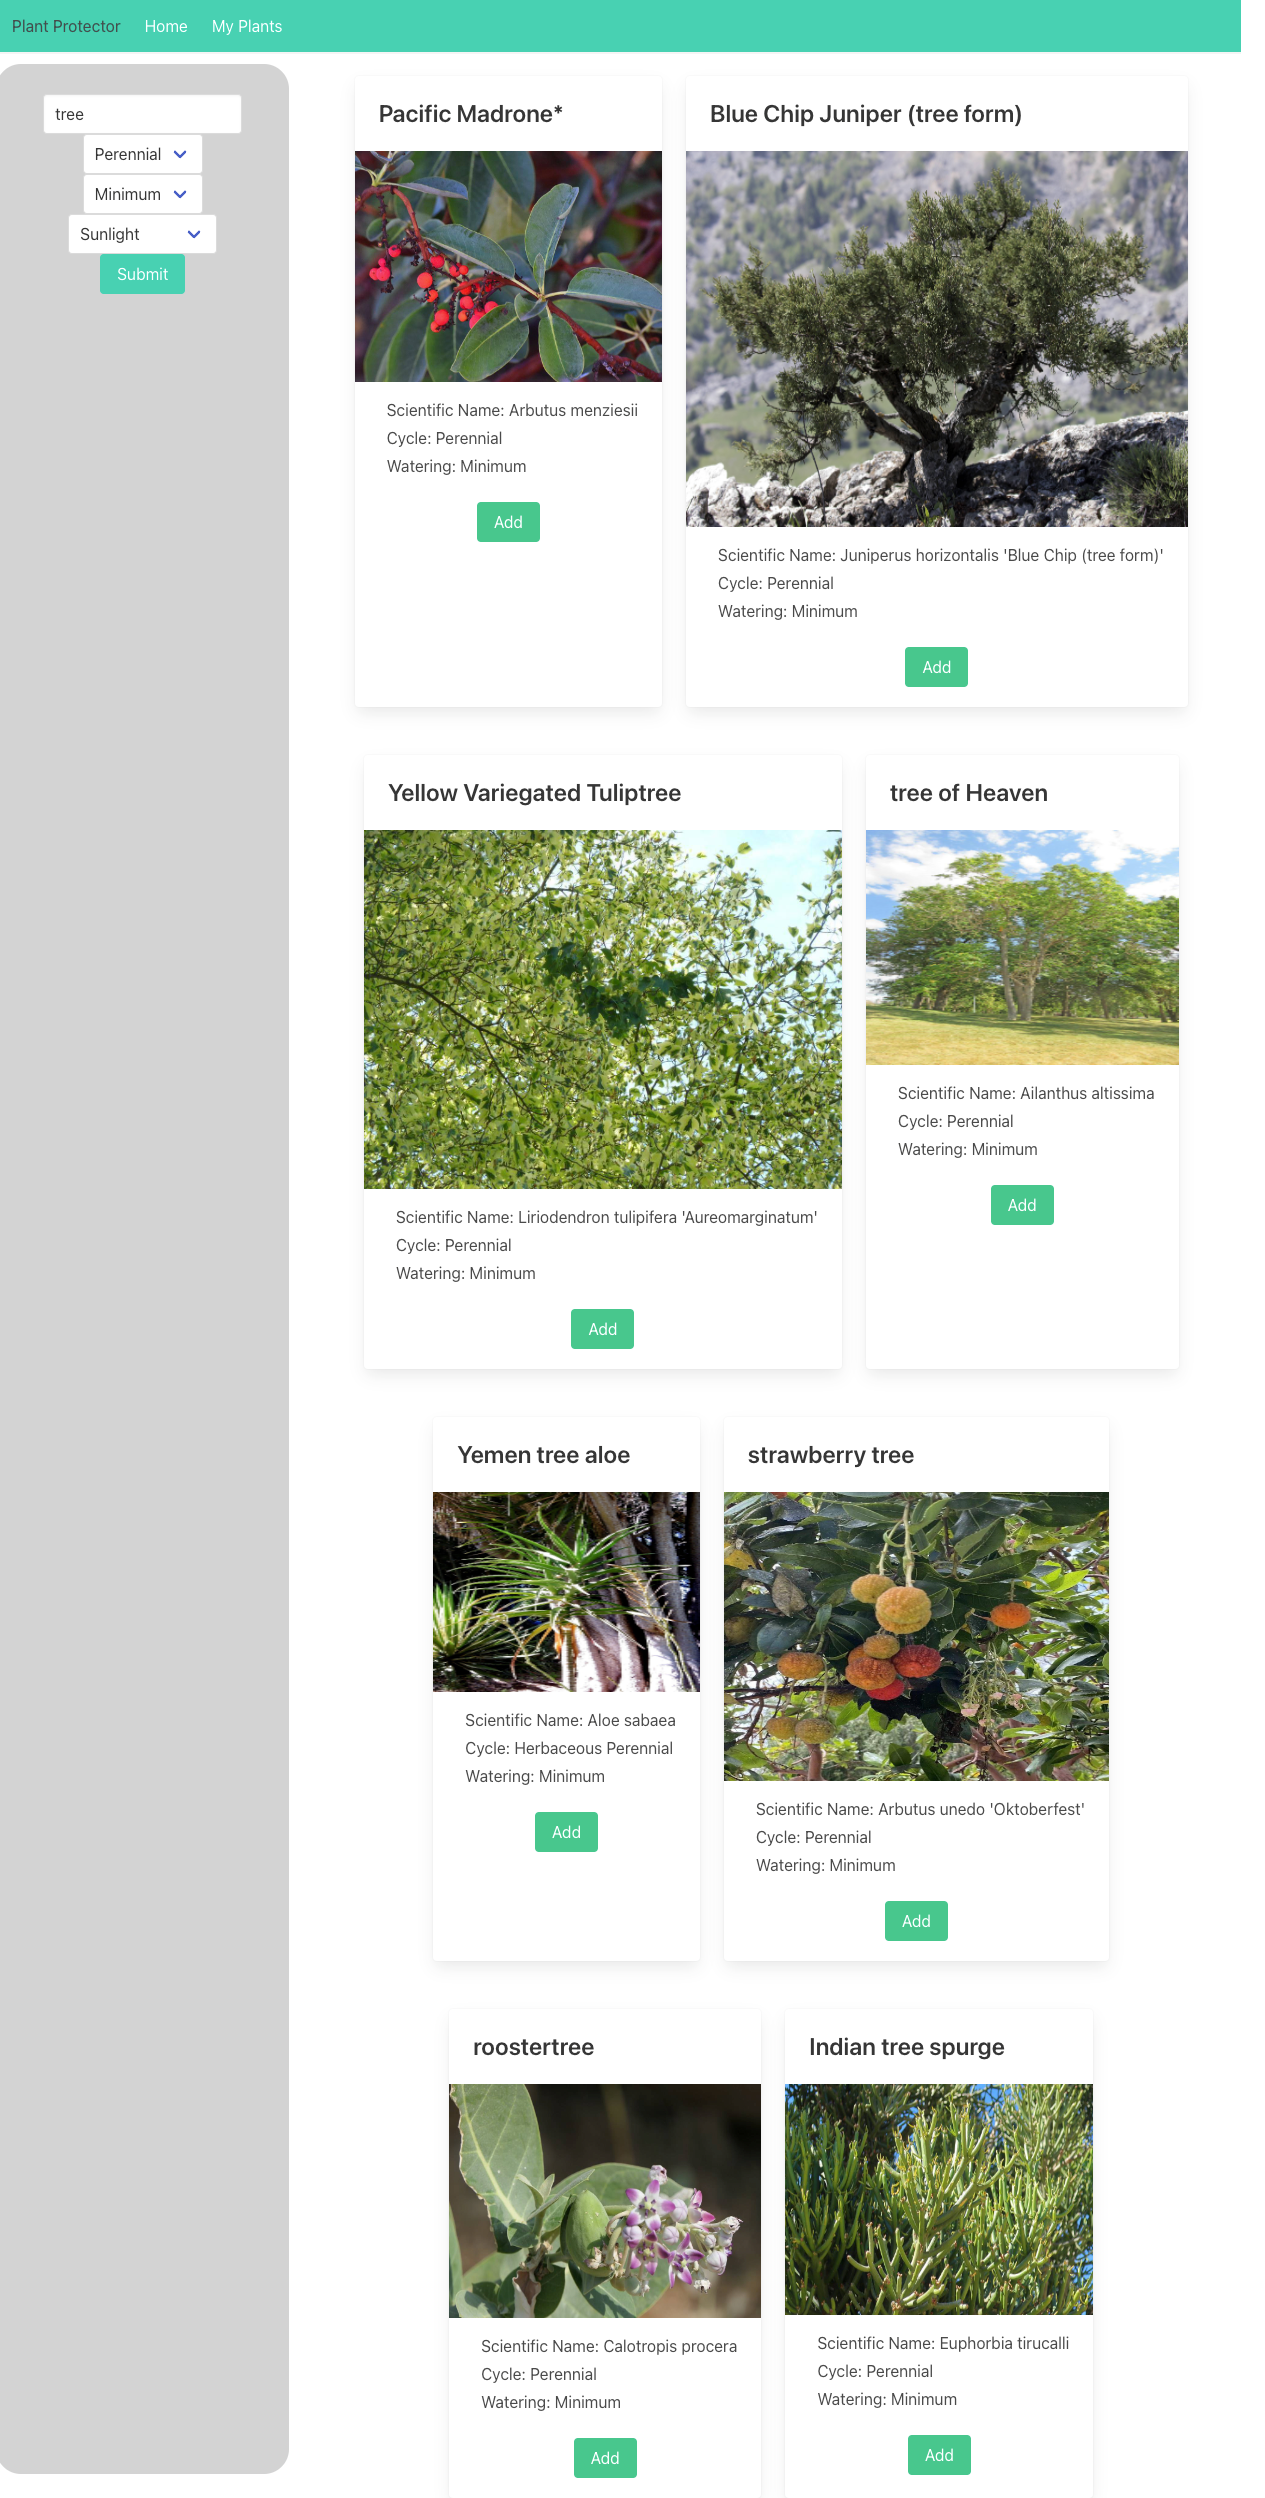 Plant Protector Home My Plants
tree
Perennial
Minimum
Sunlight
Submit
Pacific Madrone*
Scientific Name: Arbutus menziesii
Cycle: Perennial
Watering: Minimum
Add
Blue Chip Juniper (tree form)
Scientific Name: Juniperus horizontalis 'Blue Chip (tree form)'
Cycle: Perennial
Watering: Minimum
Add
Yellow Variegated Tuliptree
Scientific Name: Liriodendron tulipifera 'Aureomarginatum'
Cycle: Perennial
Watering: Minimum
Add
tree of Heaven
Scientific Name: Ailanthus altissima
Cycle: Perennial
Watering: Minimum
Add
Yemen tree aloe
Scientific Name: Aloe sabaea
Cycle: Herbaceous Perennial
Watering: Minimum
Add
strawberry tree
Scientific Name: Arbutus unedo 'Oktoberfest'
Cycle: Perennial
Watering: Minimum
Add
roostertree
Scientific Name: Calotropis procera
Cycle: Perennial
Watering: Minimum
Add
Indian tree spurge
Scientific Name: Euphorbia tirucalli
Cycle: Perennial
Watering: Minimum
Add